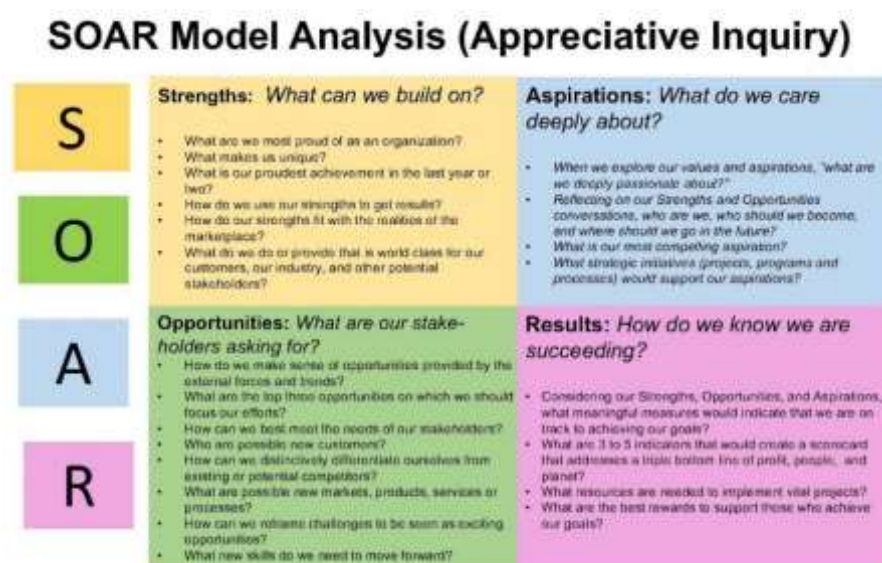 SOAR Model Analysis (Appreciative Inquiry)
S
O
A
R
Strengths: What can we build on?
• What are we most proud of as an organization?
• What makes us unique?
• What is our proudest achievement in the last year or
two?
• How do we use our strengths to get results?
• How do our strengths fit with the realities of the
marketplace?
• What do we do or provide that is world class for our
customers, our industry, and other potential
stakeholders?
Aspirations: What do we care
deeply about?
• When we explore our values and aspirations, "what are
we deeply passionate about?"
• Reflecting on our Strengths and Opportunities
conversations, who are we, who should we become,
and where should we go in the future?
• What is our most compelling aspiration?
• What strategic initiatives (projects, programs and
processes) would support our aspirations?
Opportunities: What are our stake-
holders asking for?
• How do we make sense of opportunities provided by the
external forces and trends?
• What are the top three opportunities on which we should
focus our efforts?
• How can we best meet the needs of our stakeholders?
• Who are possible new customers?
• How can we distinctively differentiate ourselves from
existing or potential competitors?
• What are possible new markets, products, services or
processes?
• How can we reframe challenges to be seen as exciting
opportunities?
• What new skills do we need to move forward?
Results: How do we know we are
succeeding?
• Considering our Strengths, Opportunities, and Aspirations,
what meaningful measures would indicate that we are on
track to achieving our goals?
• What are 3 to 5 indicators that would create a scorecard
that addresses a triple bottom line of profit, people, and
planet?
• What resources are needed to implement vital projects?
• What are the best rewards to support those who achieve
our goals?